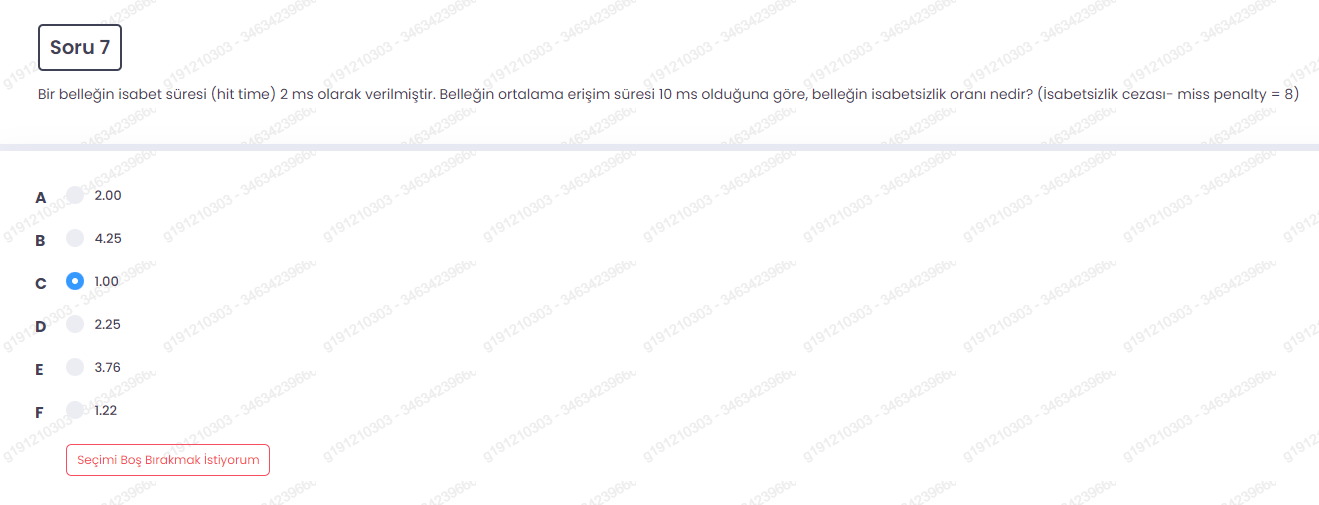 Soru 7
Bir belleğin isabet süresi (hit time) 2 ms olarak verilmiştir. Belleğin ortalama erişim süresi 10 ms olduğuna göre, belleğin isabetsizlik oranı nedir? (İsabetsizlik cezası- miss penalty = 8)
A 2.00
B 4.25
C 1.00
D 2.25
E 3.76
F 1.22
Seçimi Boş Bırakmak İstiyorum